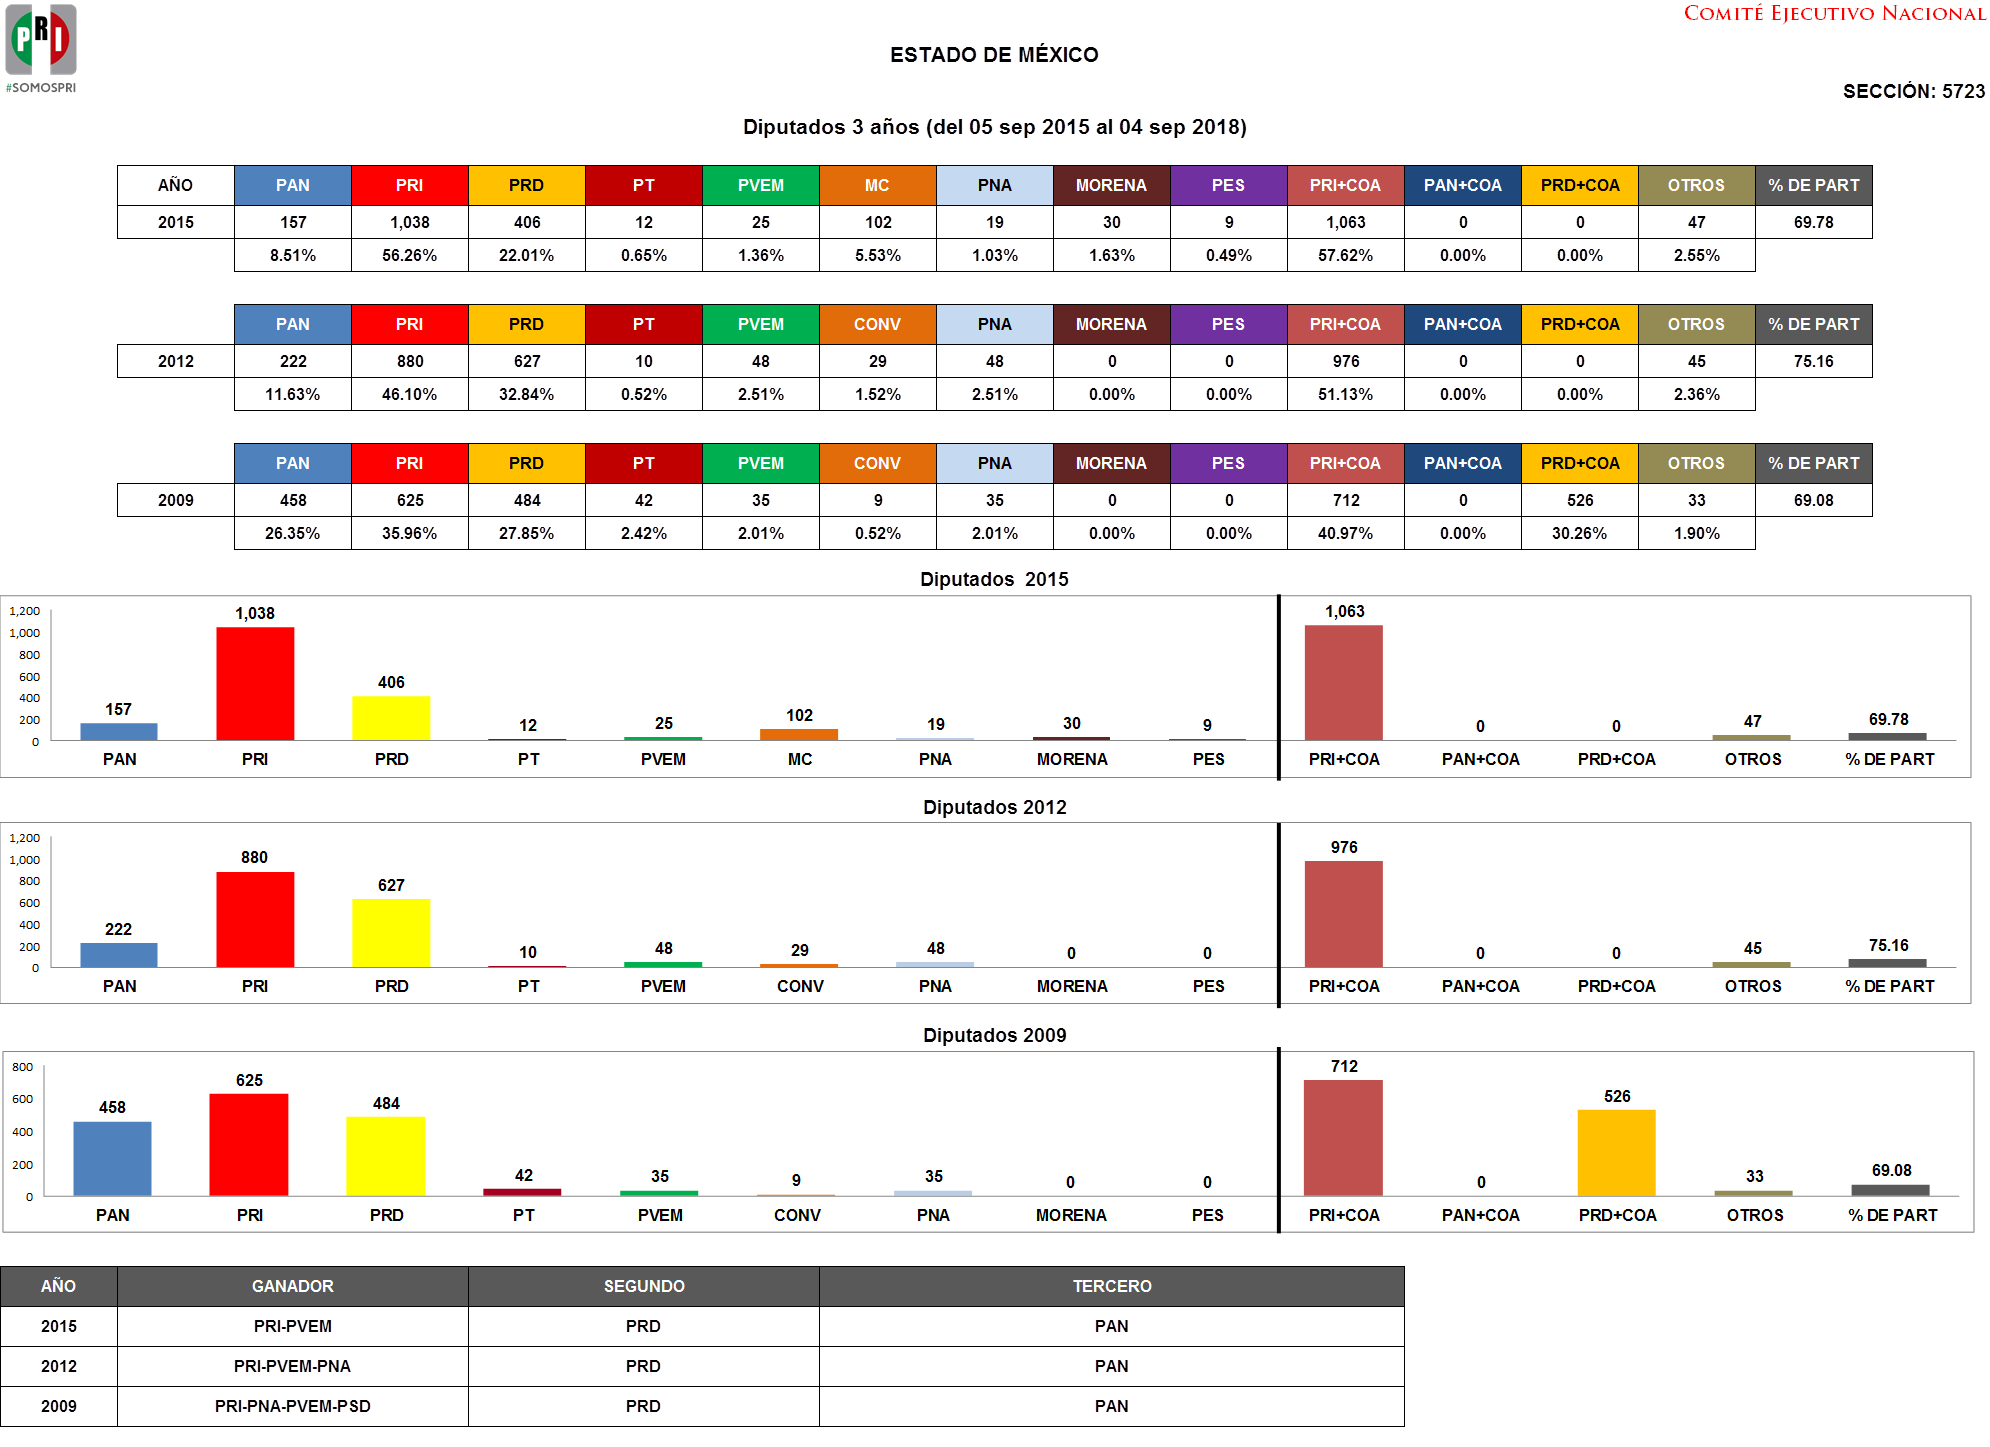 PRI
#SOMOSPRI
COMITÉ EJECUTIVO NACIONAL
ESTADO DE MÉXICO
SECCIÓN: 5723
Diputados 3 años (del 05 sep 2015 al 04 sep 2018)
AÑO PAN PRI PRD PT PVEM MC PNA MORENA PES PRI+COA PAN+COA PRD+COA OTROS % DE PART
2015 157 1,038 406 12 25 102 19 30 9 1,063 0 0 47 69.78
8.51% 56.26% 22.01% 0.65% 1.36% 5.53% 1.03% 1.63% 0.49% 57.62% 0.00% 0.00% 2.55%
PAN PRI PRD PT PVEM CONV PNA MORENA PES PRI+COA PAN+COA PRD+COA OTROS % DE PART
2012 222 880 627 10 48 29 48 0 0 976 0 0 45 75.16
11.63% 46.10% 32.84% 0.52% 2.51% 1.52% 2.51% 0.00% 0.00% 51.13% 0.00% 0.00% 2.36%
PAN PRI PRD PT PVEM CONV PNA MORENA PES PRI+COA PAN+COA PRD+COA OTROS % DE PART
2009 458 625 484 42 35 9 35 0 0 712 0 526 33 69.08
26.35% 35.96% 27.85% 2.42% 2.01% 0.52% 2.01% 0.00% 0.00% 40.97% 0.00% 30.26% 1.90%
Diputados 2015
1,200
1,000
800
600
400
200
0
157 1,038 406 12 25 102 19 30 9 1,063 0 0 47 69.78
PAN PRI PRD PT PVEM MC PNA MORENA PES PRI+COA PAN+COA PRD+COA OTROS % DE PART
Diputados 2012
1,200
1,000
800
600
400
200
0
222 880 627 10 48 29 48 0 0 976 0 0 45 75.16
PAN PRI PRD PT PVEM CONV PNA MORENA PES PRI+COA PAN+COA PRD+COA OTROS % DE PART
Diputados 2009
800
600
400
200
0
458 625 484 42 35 9 35 0 0 712 0 526 33 69.08
PAN PRI PRD PT PVEM CONV PNA MORENA PES PRI+COA PAN+COA PRD+COA OTROS % DE PART
AÑO GANADOR SEGUNDO TERCERO
2015 PRI-PVEM PRD PAN
2012 PRI-PVEM-PNA PRD PAN
2009 PRI-PNA-PVEM-PSD PRD PAN